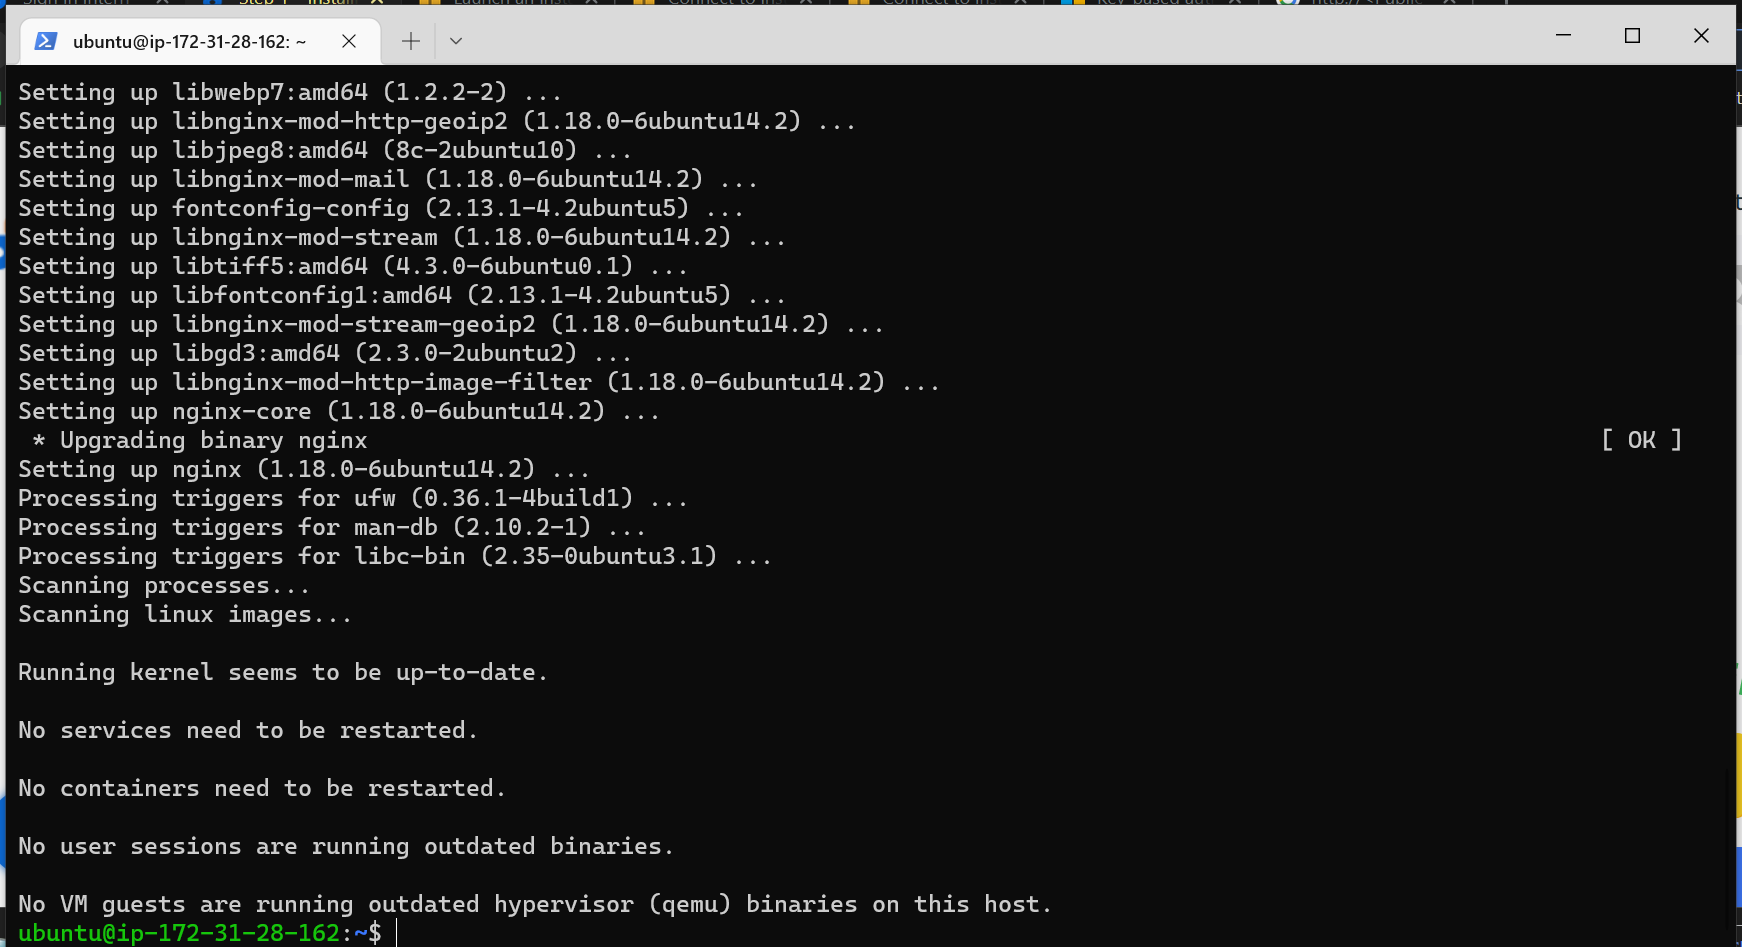 ubuntu@ip-172-31-28-162: ~
Setting up libwebp7:amd64 (1.2.2-2) ...
Setting up libnginx-mod-http-geoip2 (1.18.0-6ubuntu14.2) ...
Setting up libjpeg8:amd64 (8c-2ubuntu10) ...
Setting up libnginx-mod-mail (1.18.0-6ubuntu14.2) ...
Setting up fontconfig-config (2.13.1-4.2ubuntu5) ...
Setting up libnginx-mod-stream (1.18.0-6ubuntu14.2) ...
Setting up libtiff5:amd64 (4.3.0-6ubuntu0.1) ...
Setting up libfontconfig1:amd64 (2.13.1-4.2ubuntu5) ...
Setting up libnginx-mod-stream-geoip2 (1.18.0-6ubuntu14.2) ...
Setting up libgd3:amd64 (2.3.0-2ubuntu2) ...
Setting up libnginx-mod-http-image-filter (1.18.0-6ubuntu14.2) ...
Setting up nginx-core (1.18.0-6ubuntu14.2) ...
 * Upgrading binary nginx [ OK ]
Setting up nginx (1.18.0-6ubuntu14.2) ...
Processing triggers for ufw (0.36.1-4build1) ...
Processing triggers for man-db (2.10.2-1) ...
Processing triggers for libc-bin (2.35-0ubuntu3.1) ...
Scanning processes...
Scanning linux images...
Running kernel seems to be up-to-date.
No services need to be restarted.
No containers need to be restarted.
No user sessions are running outdated binaries.
No VM guests are running outdated hypervisor (qemu) binaries on this host.
ubuntu@ip-172-31-28-162:~$